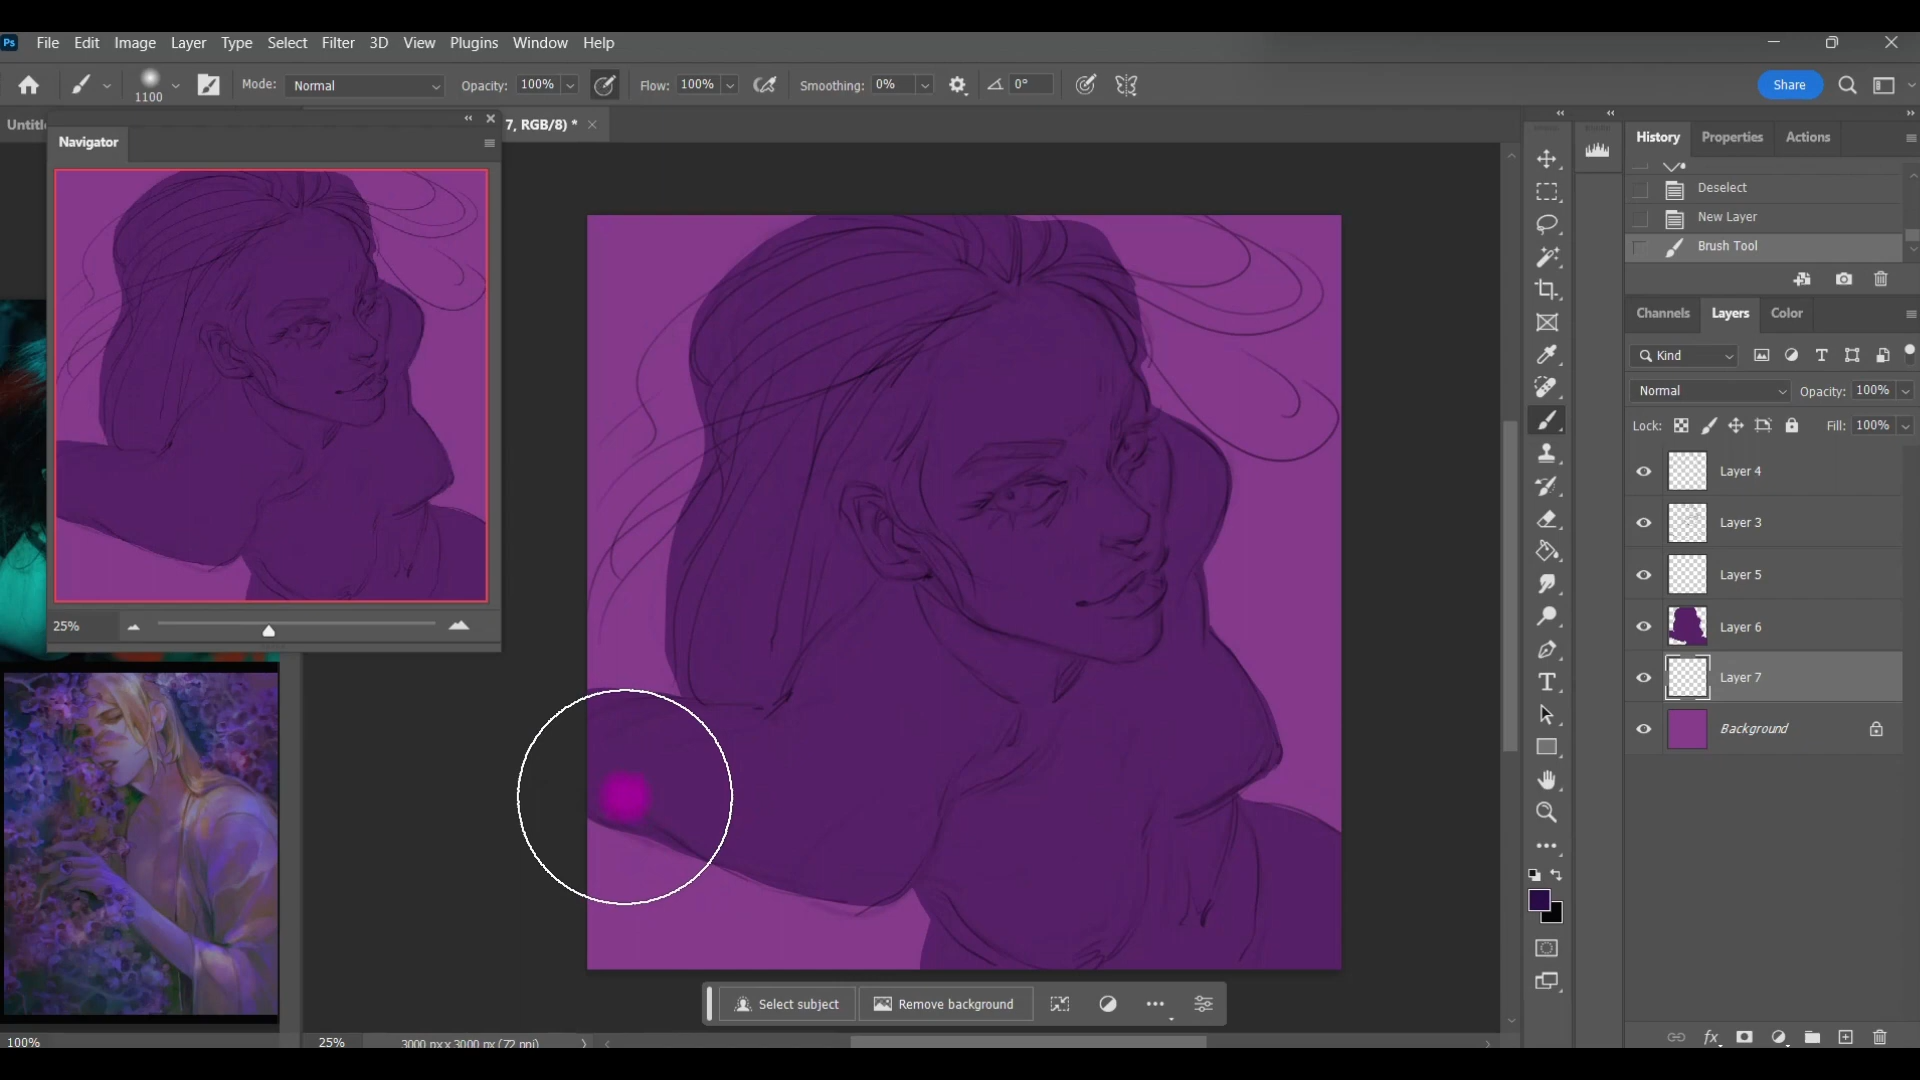 Ps File Edit Image Layer Type Select Filter 3D View Plugins Window Help
1100 Mode: Normal Opacity: 100% Flow: 100% Smoothing: 0% 0° Share
Untitl 7, RGB/8) *
Navigator
25%
History Properties Actions
Deselect
New Layer
Brush Tool
Channels Layers Color
Kind
Normal Opacity: 100%
Lock: Fill: 100%
Layer 4
Layer 3
Layer 5
Layer 6
Layer 7
Background
Select subject Remove background
100% 25% 3000 px x 3000 px (72 ppi)
fx